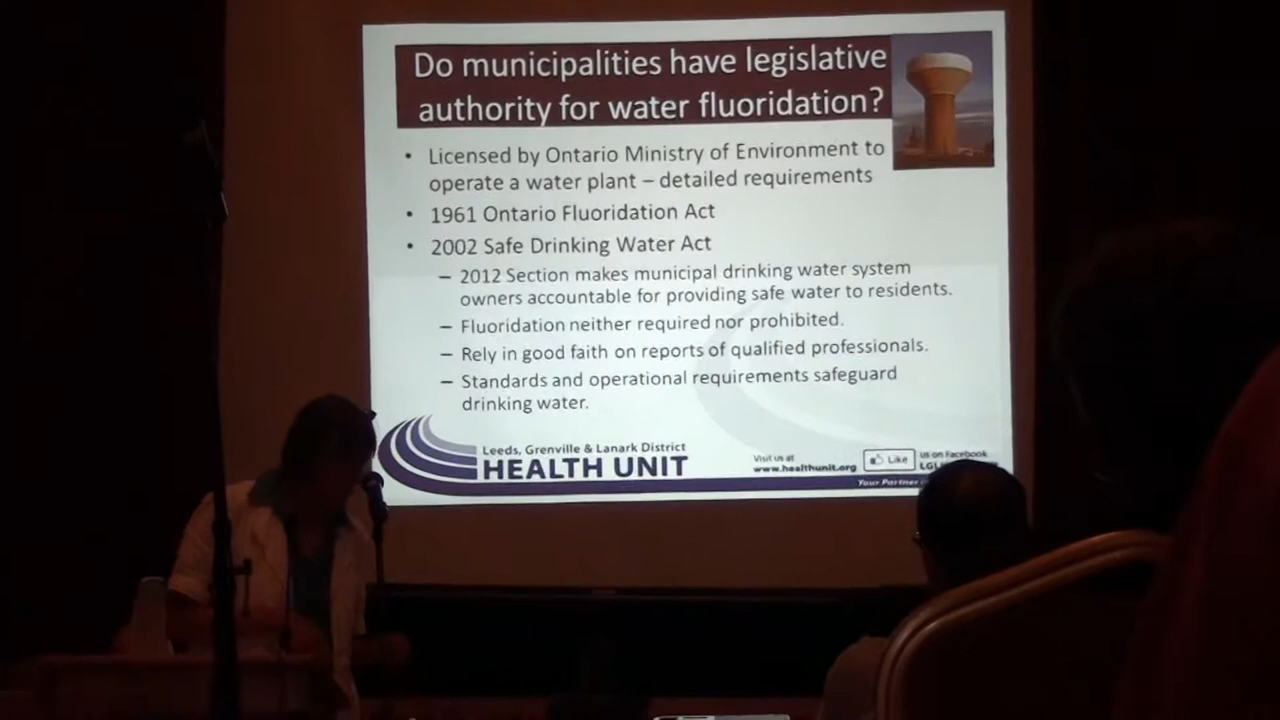 Do municipalities have legislative
authority for water fluoridation?
• Licensed by Ontario Ministry of Environment to
operate a water plant – detailed requirements
• 1961 Ontario Fluoridation Act
• 2002 Safe Drinking Water Act
– 2012 Section makes municipal drinking water system
owners accountable for providing safe water to residents.
– Fluoridation neither required nor prohibited.
– Rely in good faith on reports of qualified professionals.
– Standards and operational requirements safeguard
drinking water.
Leeds, Grenville & Lanark District
HEALTH UNIT
Visit us at
www.healthunit.org
Like
us on Facebook
Your Partner